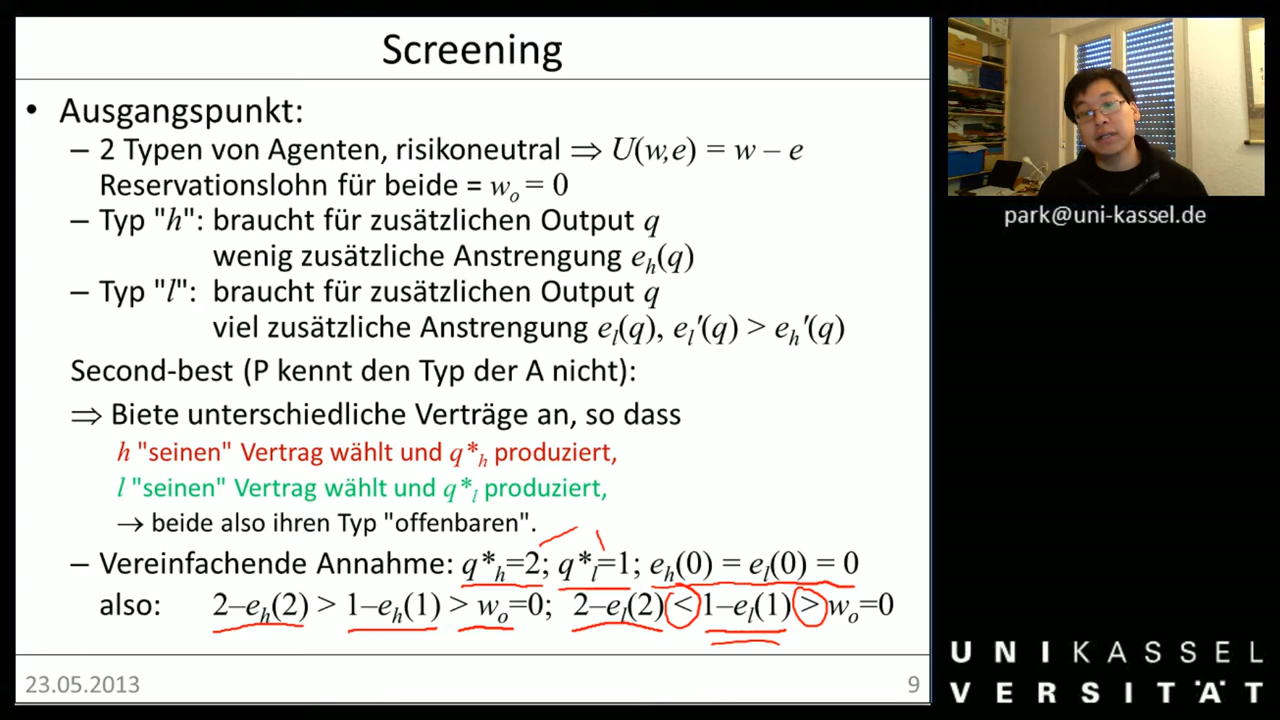 Screening
• Ausgangspunkt:
– 2 Typen von Agenten, risikoneutral ⇒ U(w,e) = w – e
Reservationslohn für beide = wₒ = 0
– Typ "h": braucht für zusätzlichen Output q
wenig zusätzliche Anstrengung eₕ(q)
– Typ "l": braucht für zusätzlichen Output q
viel zusätzliche Anstrengung eₗ(q), eₗ'(q) > eₕ'(q)
Second-best (P kennt den Typ der A nicht):
⇒ Biete unterschiedliche Verträge an, so dass
h "seinen" Vertrag wählt und q*ₕ produziert,
l "seinen" Vertrag wählt und q*ₗ produziert,
→ beide also ihren Typ "offenbaren".
– Vereinfachende Annahme: q*ₕ=2; q*ₗ=1; eₕ(0) = eₗ(0) = 0
also: 2–eₕ(2) > 1–eₕ(1) > wₒ=0; 2–eₗ(2) < 1–eₗ(1) > wₒ=0
23.05.2013
9
park@uni-kassel.de
UNIKASSEL
VERSITÄT